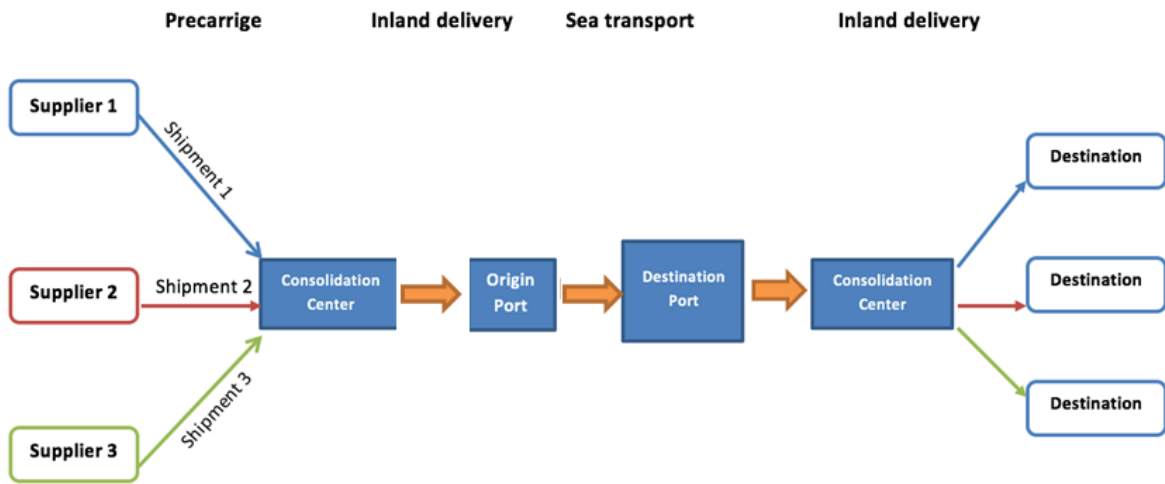 Precarrige Inland delivery Sea transport Inland delivery
Supplier 1
Shipment 1
Supplier 2
Shipment 2
Supplier 3
Shipment 3
Consolidation
Center
Origin
Port
Destination
Port
Consolidation
Center
Destination
Destination
Destination